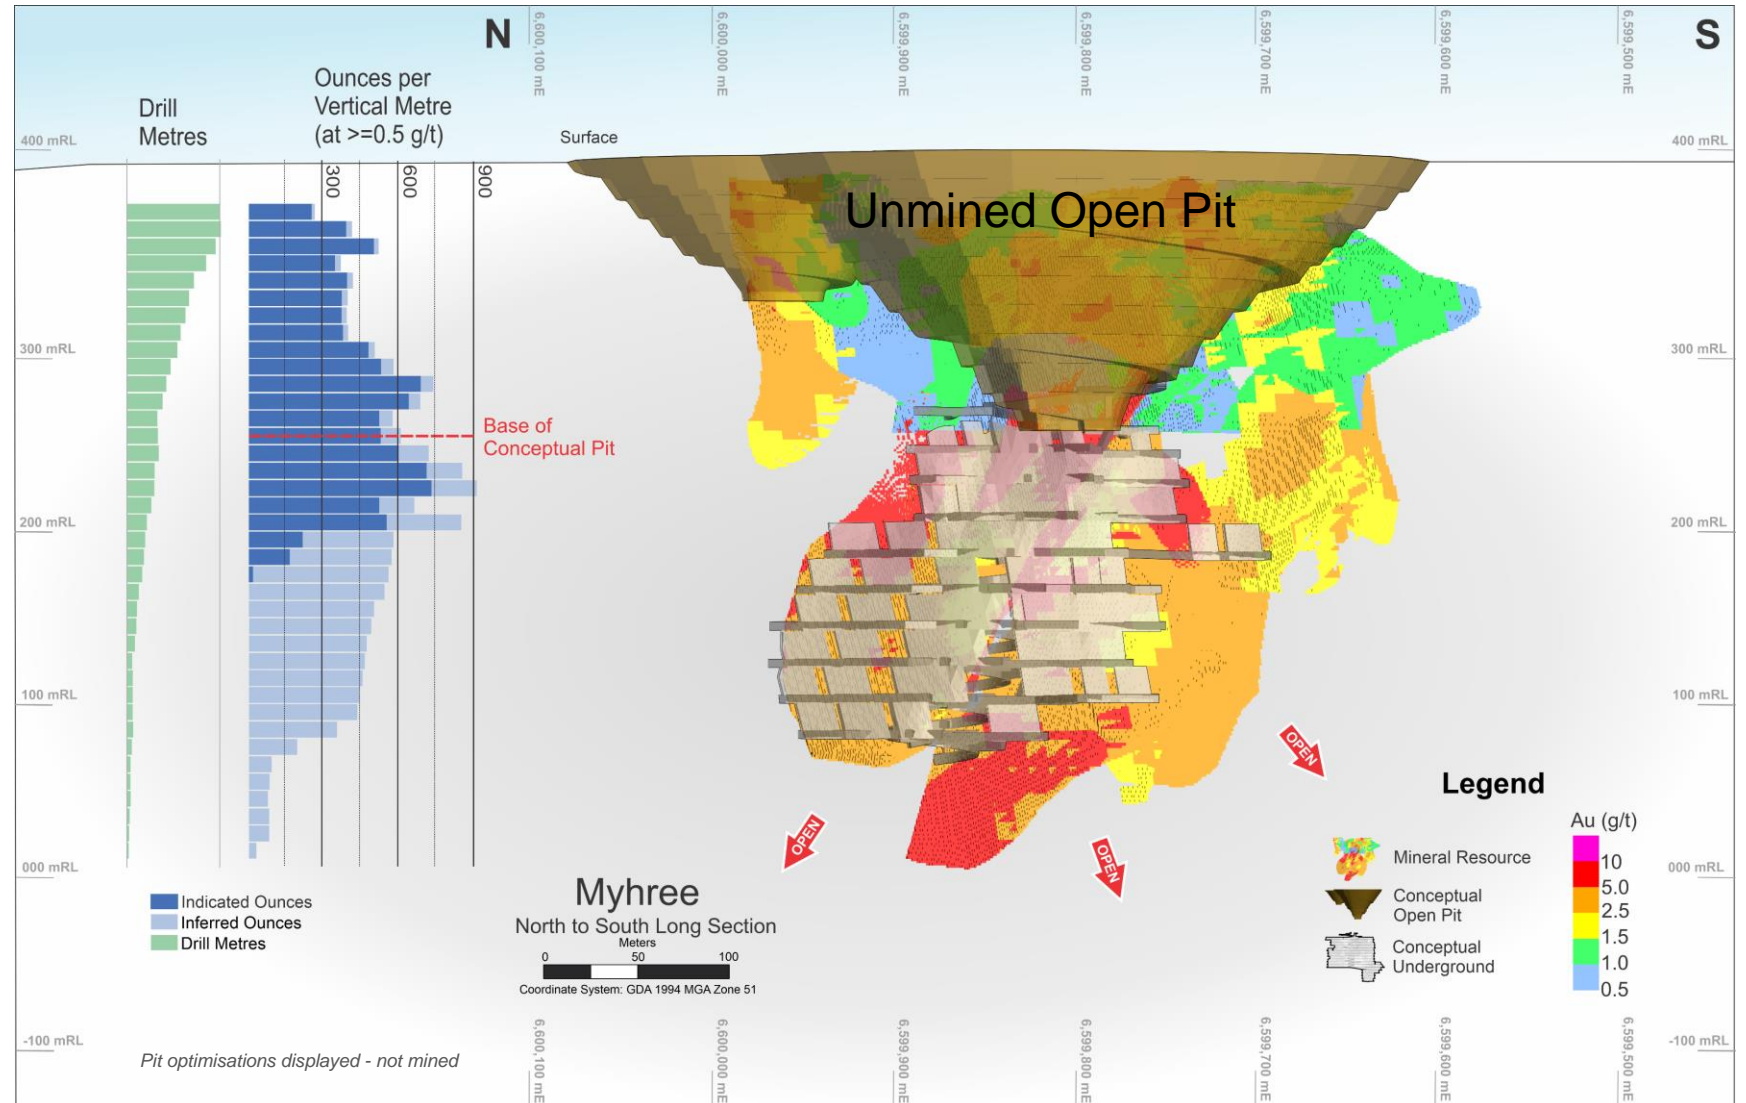 N
S
6,600,100 mE
6,600,000 mE
6,599,900 mE
6,599,800 mE
6,599,700 mE
6,599,600 mE
6,599,500 mE
Drill
Metres
Ounces per
Vertical Metre
(at >=0.5 g/t)
Surface
400 mRL
400 mRL
300
600
900
Unmined Open Pit
300 mRL
300 mRL
Base of
Conceptual Pit
200 mRL
200 mRL
100 mRL
100 mRL
OPEN
OPEN
OPEN
000 mRL
000 mRL
Indicated Ounces
Inferred Ounces
Drill Metres
Myhree
North to South Long Section
Meters
0 50 100
Coordinate System: GDA 1994 MGA Zone 51
Legend
Au (g/t)
Mineral Resource
Conceptual
Open Pit
Conceptual
Underground
10
5.0
2.5
1.5
1.0
0.5
-100 mRL
-100 mRL
Pit optimisations displayed - not mined
6,600,100 mE
6,600,000 mE
6,599,900 mE
6,599,800 mE
6,599,700 mE
6,599,600 mE
6,599,500 mE